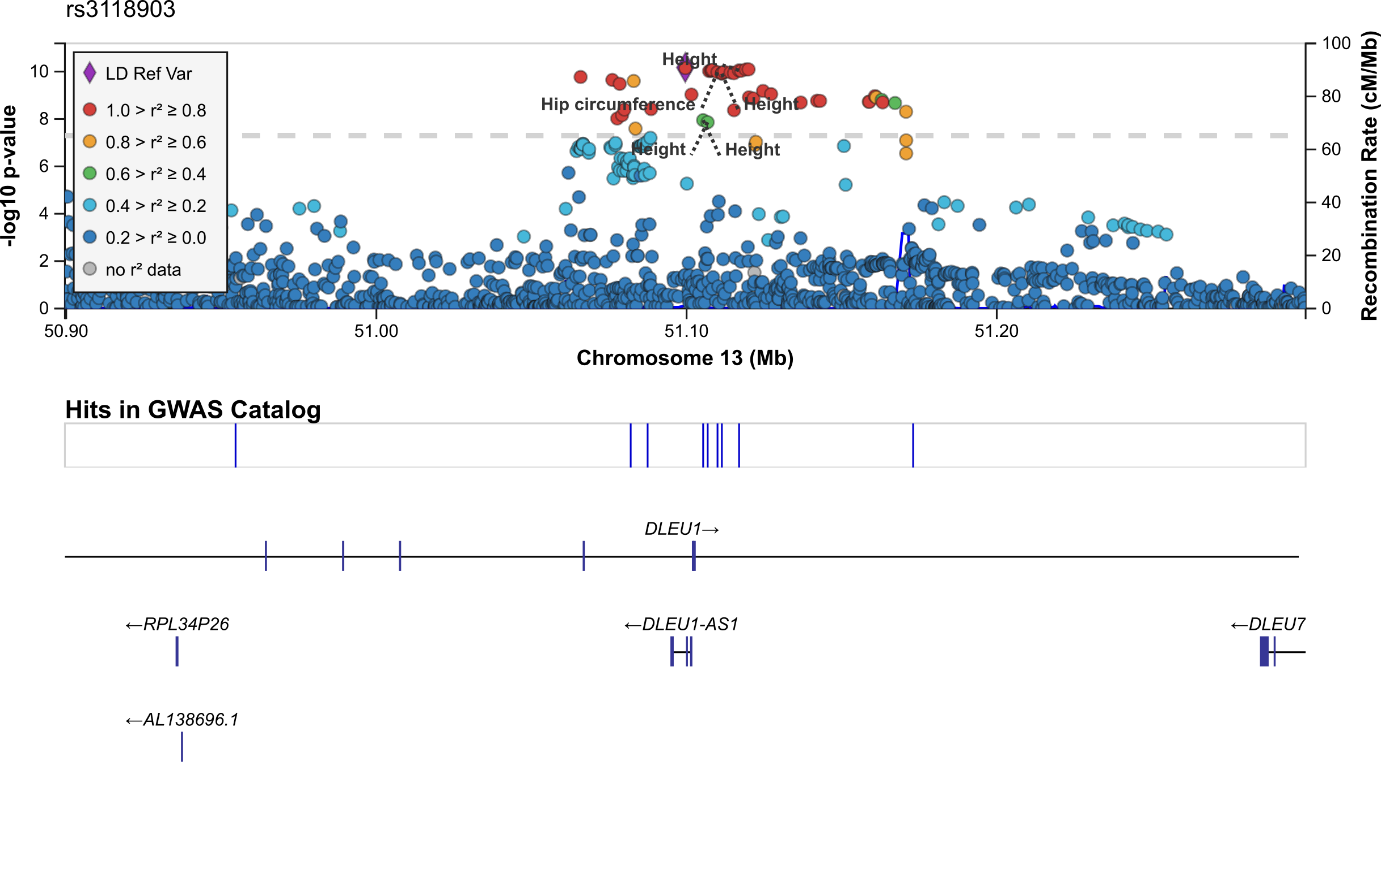 rs3118903
LD Ref Var
1.0 > r² ≥ 0.8
0.8 > r² ≥ 0.6
0.6 > r² ≥ 0.4
0.4 > r² ≥ 0.2
0.2 > r² ≥ 0.0
no r² data
-log10 p-value
10
8
6
4
2
0
100
80
60
40
20
0
Recombination Rate (cM/Mb)
Height
Hip circumference
Height
Height
Height
50.90
51.00
51.10
51.20
Chromosome 13 (Mb)
Hits in GWAS Catalog
DLEU1→
←RPL34P26
←DLEU1-AS1
←DLEU7
←AL138696.1